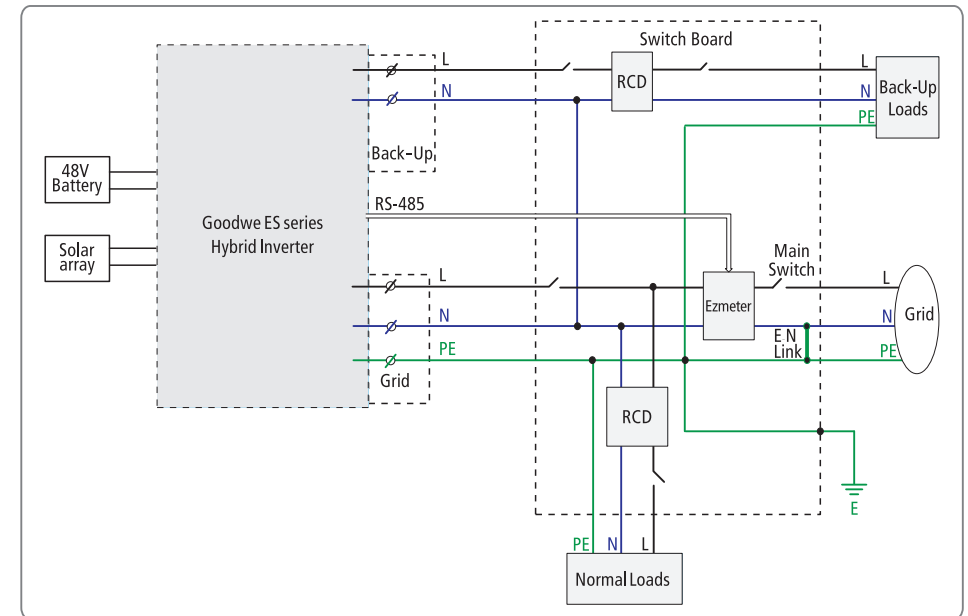 Switch Board
L
N
RCD
L
N
PE
Back-Up
Loads
Back-Up
48V
Battery
RS-485
Goodwe ES series
Hybrid Inverter
Solar
array
Main
Switch
L
N
PE
Grid
Ezmeter
L
N
PE
Grid
E N
Link
RCD
E
PE
N
L
Normal Loads